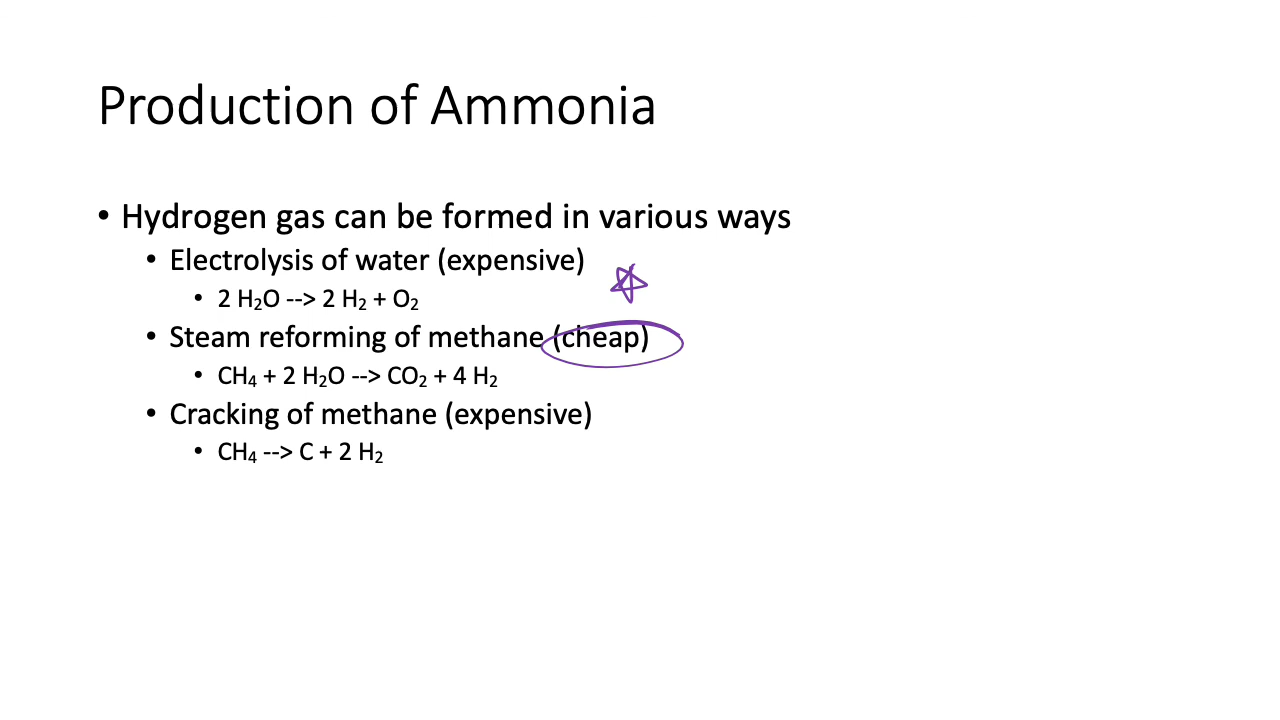 Production of Ammonia
• Hydrogen gas can be formed in various ways
• Electrolysis of water (expensive)
• 2 H₂O --> 2 H₂ + O₂
• Steam reforming of methane (cheap)
• CH₄ + 2 H₂O --> CO₂ + 4 H₂
• Cracking of methane (expensive)
• CH₄ --> C + 2 H₂